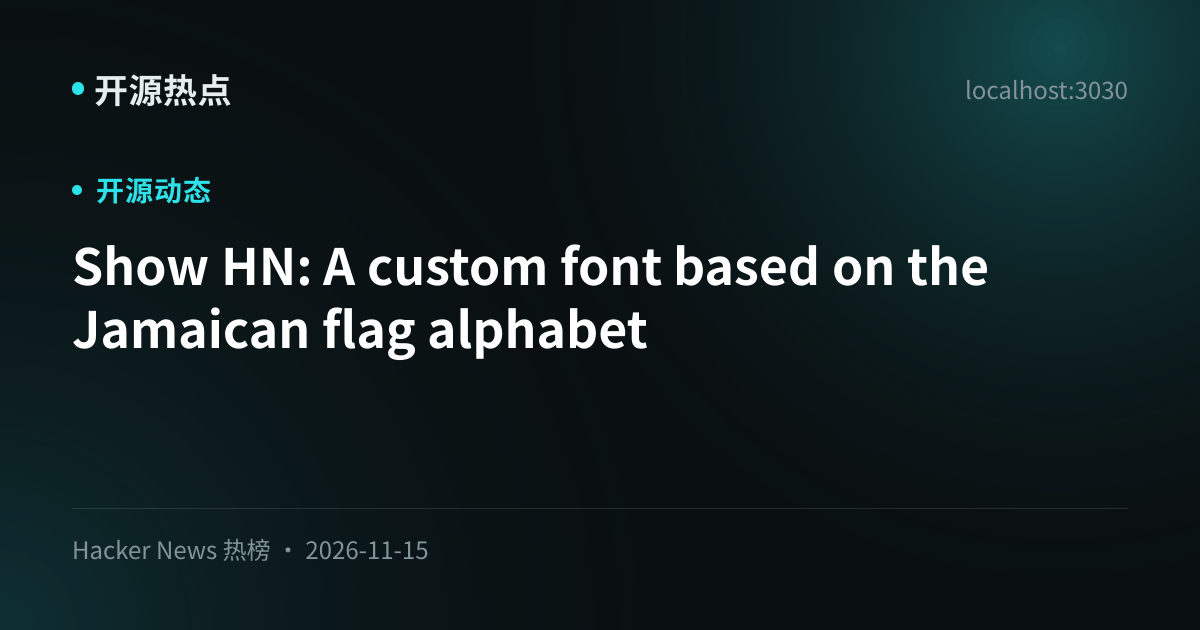 开源热点
localhost:3030
开源动态
Show HN: A custom font based on the
Jamaican flag alphabet
Hacker News 热榜 · 2026-11-15